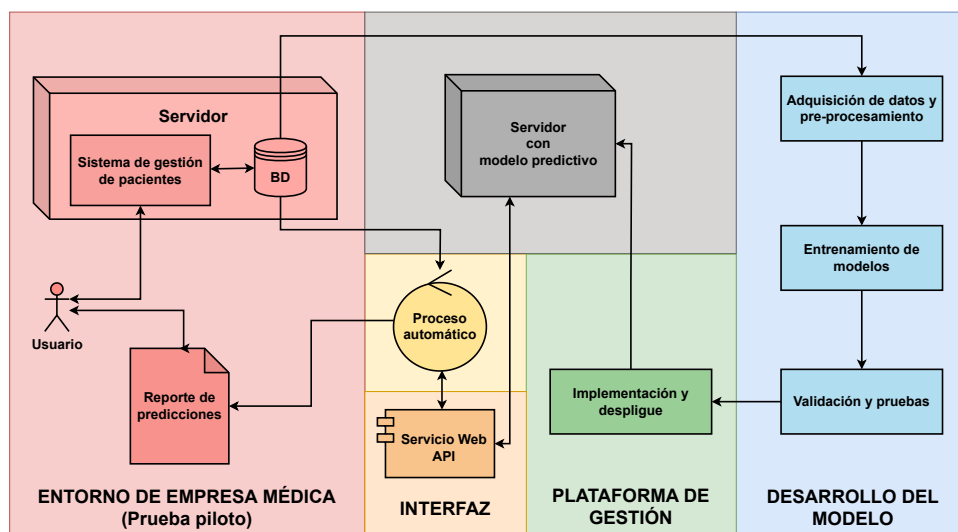 Servidor
Sistema de gestión
de pacientes
BD
Usuario
Reporte de
predicciones
ENTORNO DE EMPRESA MÉDICA
(Prueba piloto)
Servidor
con
modelo predictivo
Proceso
automático
Servicio Web
API
INTERFAZ
Implementación y
despligue
PLATAFORMA DE
GESTIÓN
Adquisición de datos y
pre-procesamiento
Entrenamiento de
modelos
Validación y pruebas
DESARROLLO DEL
MODELO